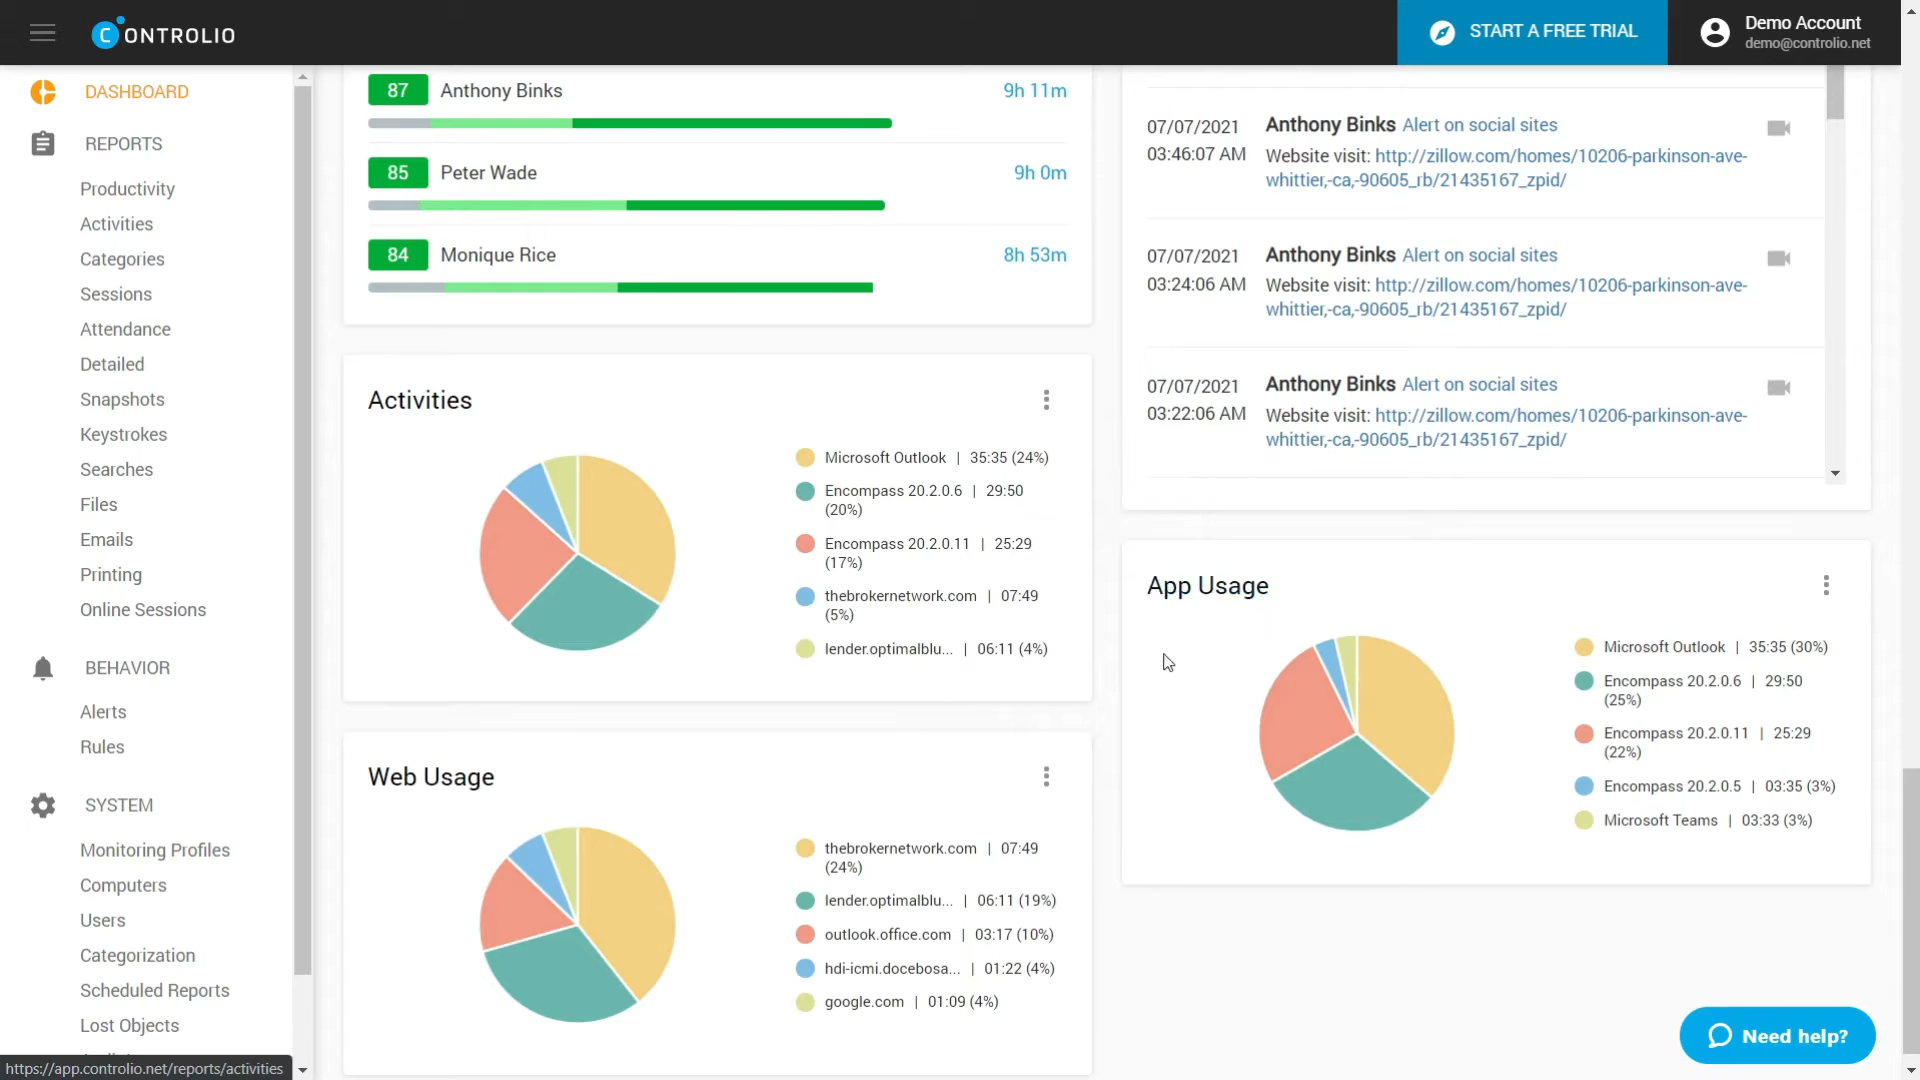 CONTROLIO
START A FREE TRIAL
Demo Account
demo@controlio.net
DASHBOARD
REPORTS
Productivity
Activities
Categories
Sessions
Attendance
Detailed
Snapshots
Keystrokes
Searches
Files
Emails
Printing
Online Sessions
BEHAVIOR
Alerts
Rules
SYSTEM
Monitoring Profiles
Computers
Users
Categorization
Scheduled Reports
Lost Objects
https://app.controlio.net/reports/activities
87 Anthony Binks 9h 11m
85 Peter Wade 9h 0m
84 Monique Rice 8h 53m
Activities
Microsoft Outlook | 35:35 (24%)
Encompass 20.2.0.6 | 29:50
(20%)
Encompass 20.2.0.11 | 25:29
(17%)
thebrokernetwork.com | 07:49
(5%)
lender.optimalblu... | 06:11 (4%)
Web Usage
thebrokernetwork.com | 07:49
(24%)
lender.optimalblu... | 06:11 (19%)
outlook.office.com | 03:17 (10%)
hdi-icmi.docebosa... | 01:22 (4%)
google.com | 01:09 (4%)
07/07/2021 Anthony Binks Alert on social sites
03:46:07 AM Website visit: http://zillow.com/homes/10206-parkinson-ave-
whittier,-ca,-90605_rb/21435167_zpid/
07/07/2021 Anthony Binks Alert on social sites
03:24:06 AM Website visit: http://zillow.com/homes/10206-parkinson-ave-
whittier,-ca,-90605_rb/21435167_zpid/
07/07/2021 Anthony Binks Alert on social sites
03:22:06 AM Website visit: http://zillow.com/homes/10206-parkinson-ave-
whittier,-ca,-90605_rb/21435167_zpid/
App Usage
Microsoft Outlook | 35:35 (30%)
Encompass 20.2.0.6 | 29:50
(25%)
Encompass 20.2.0.11 | 25:29
(22%)
Encompass 20.2.0.5 | 03:35 (3%)
Microsoft Teams | 03:33 (3%)
Need help?